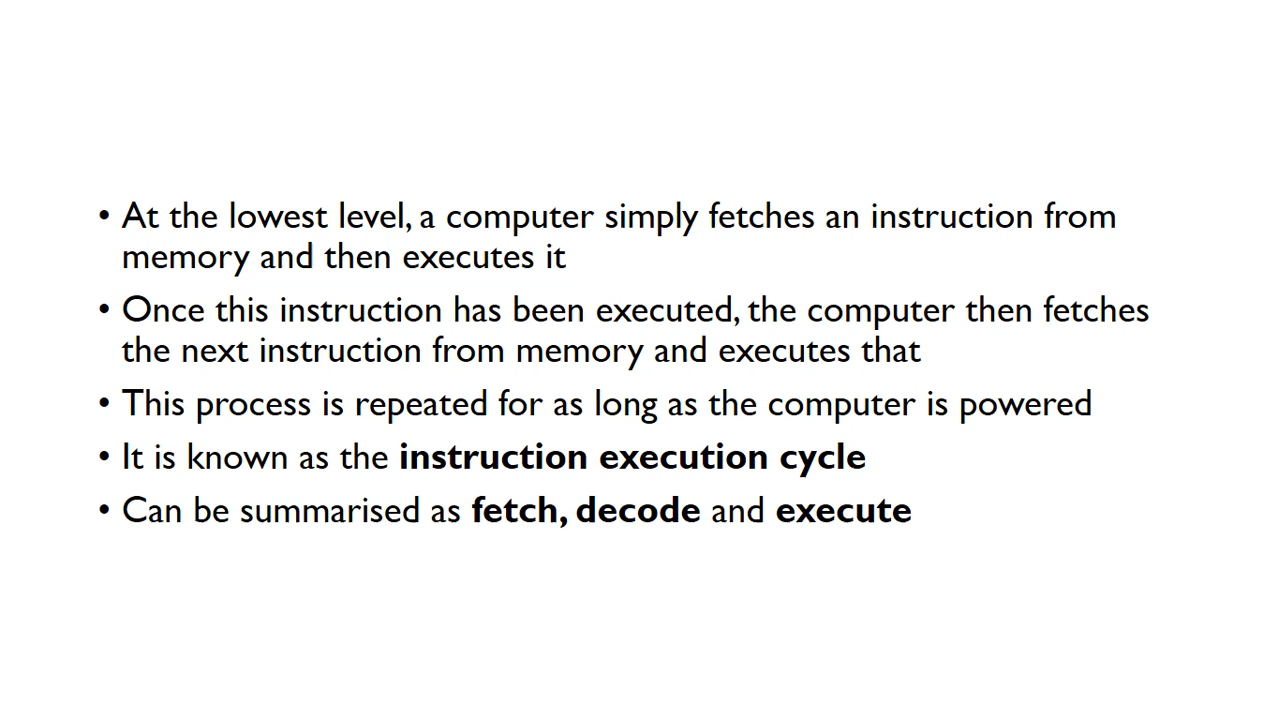 • At the lowest level, a computer simply fetches an instruction from
memory and then executes it
• Once this instruction has been executed, the computer then fetches
the next instruction from memory and executes that
• This process is repeated for as long as the computer is powered
• It is known as the instruction execution cycle
• Can be summarised as fetch, decode and execute